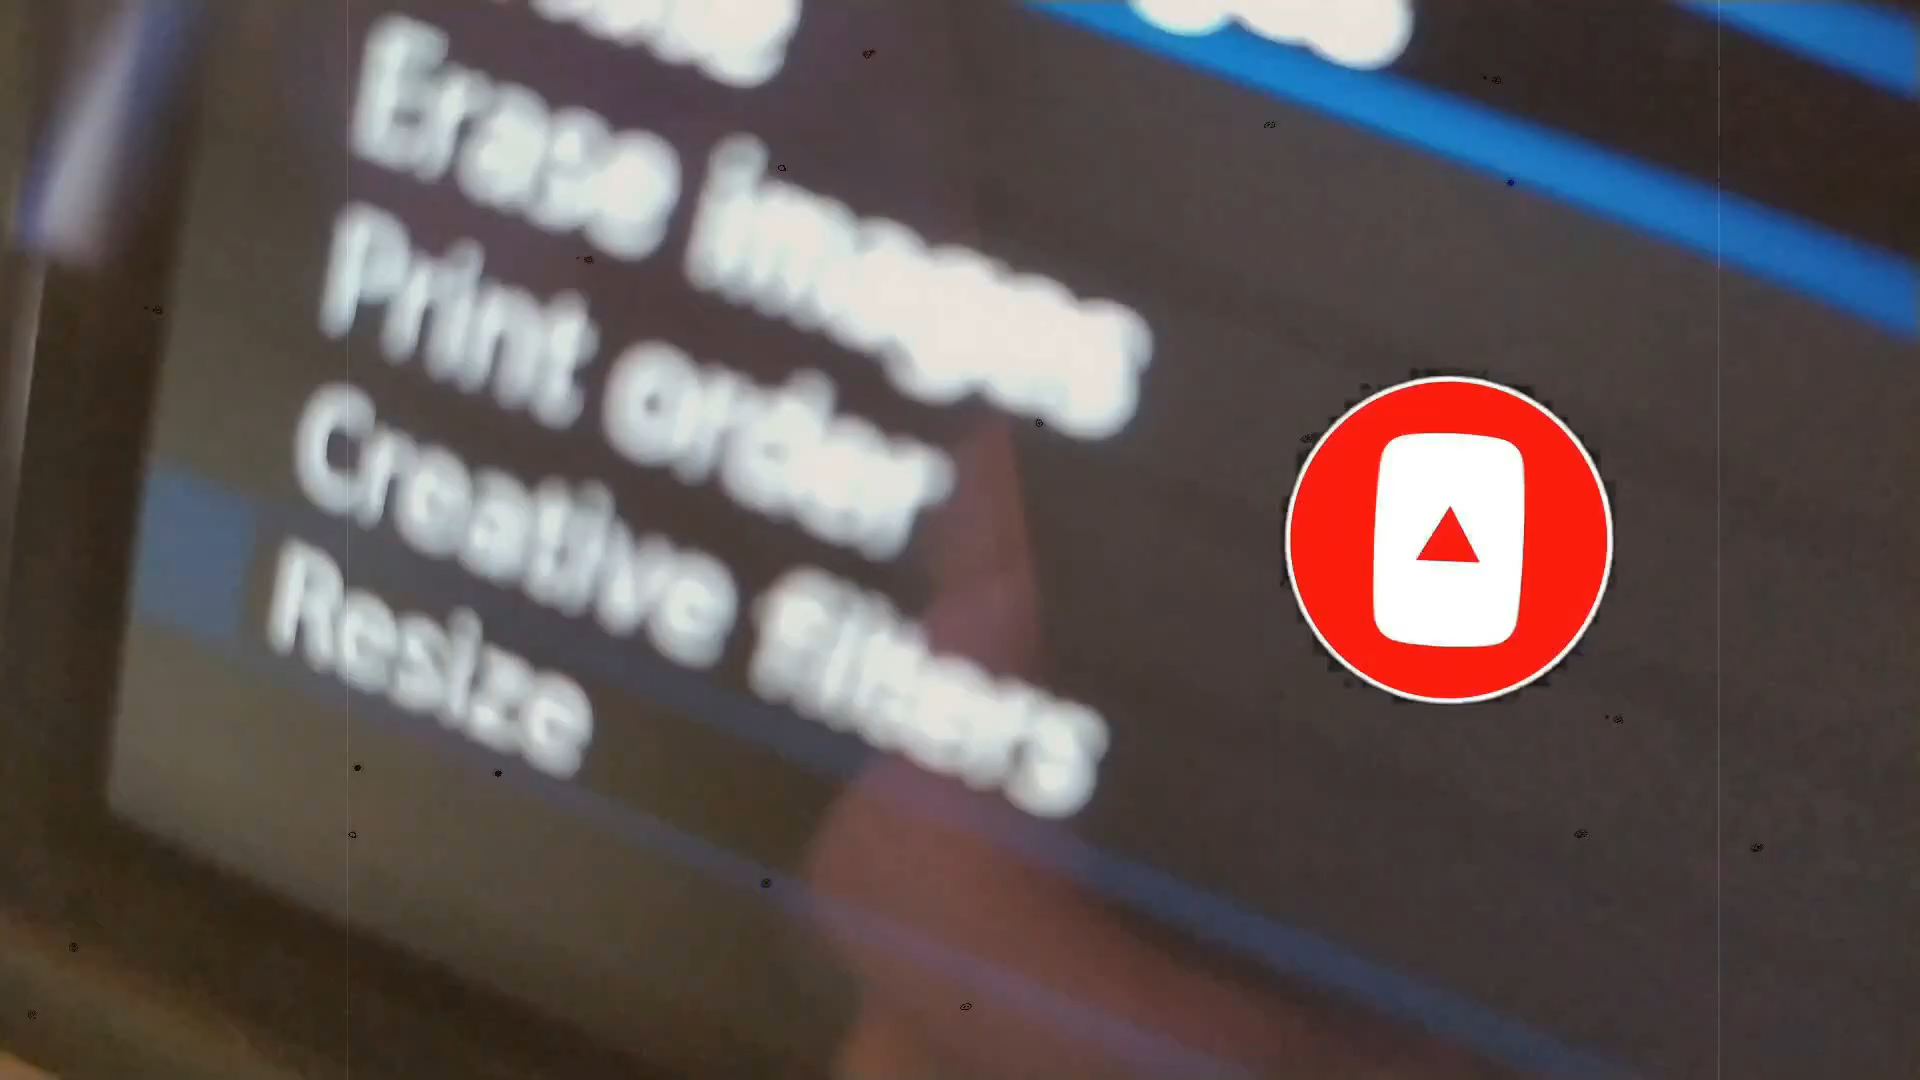 Erase images
Print order
Creative filters
Resize